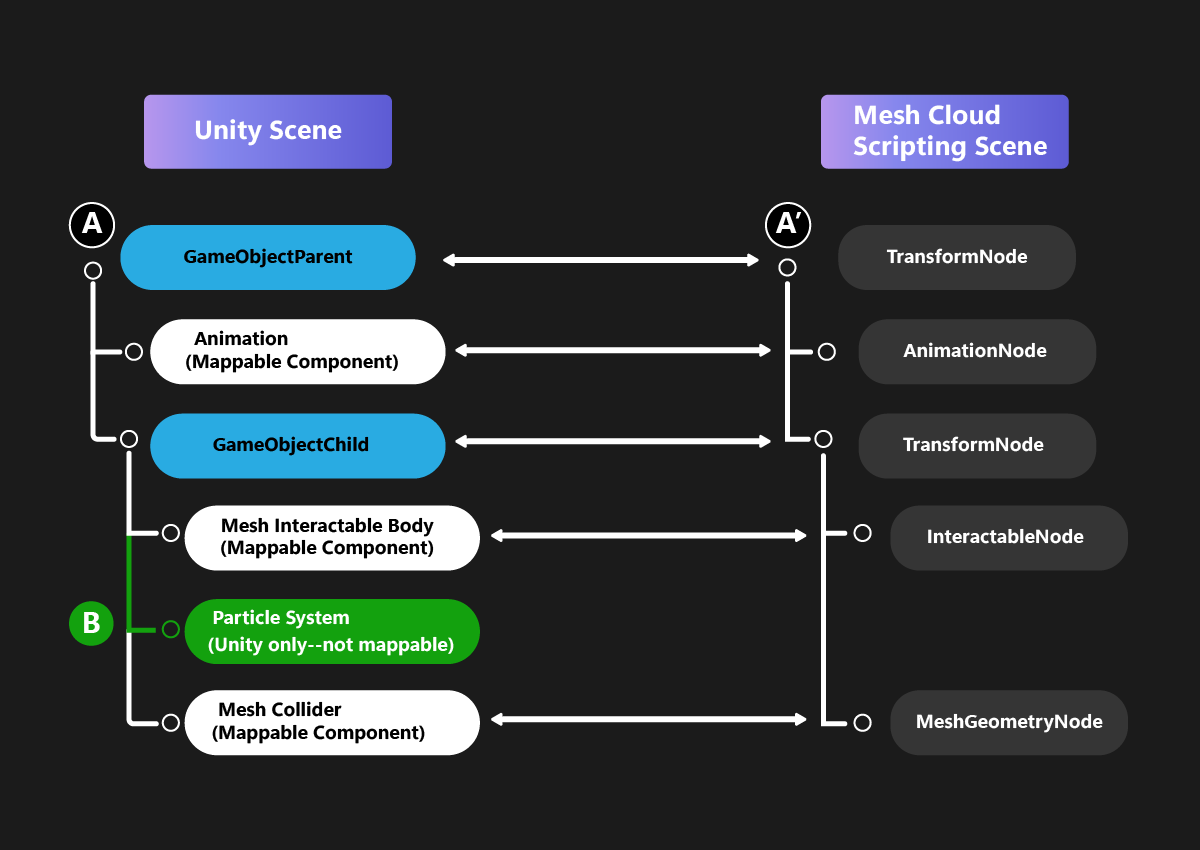 Unity Scene
Mesh Cloud
Scripting Scene
A
A’
GameObjectParent
TransformNode
Animation
(Mappable Component)
AnimationNode
GameObjectChild
TransformNode
Mesh Interactable Body
(Mappable Component)
InteractableNode
B
Particle System
(Unity only--not mappable)
Mesh Collider
(Mappable Component)
MeshGeometryNode